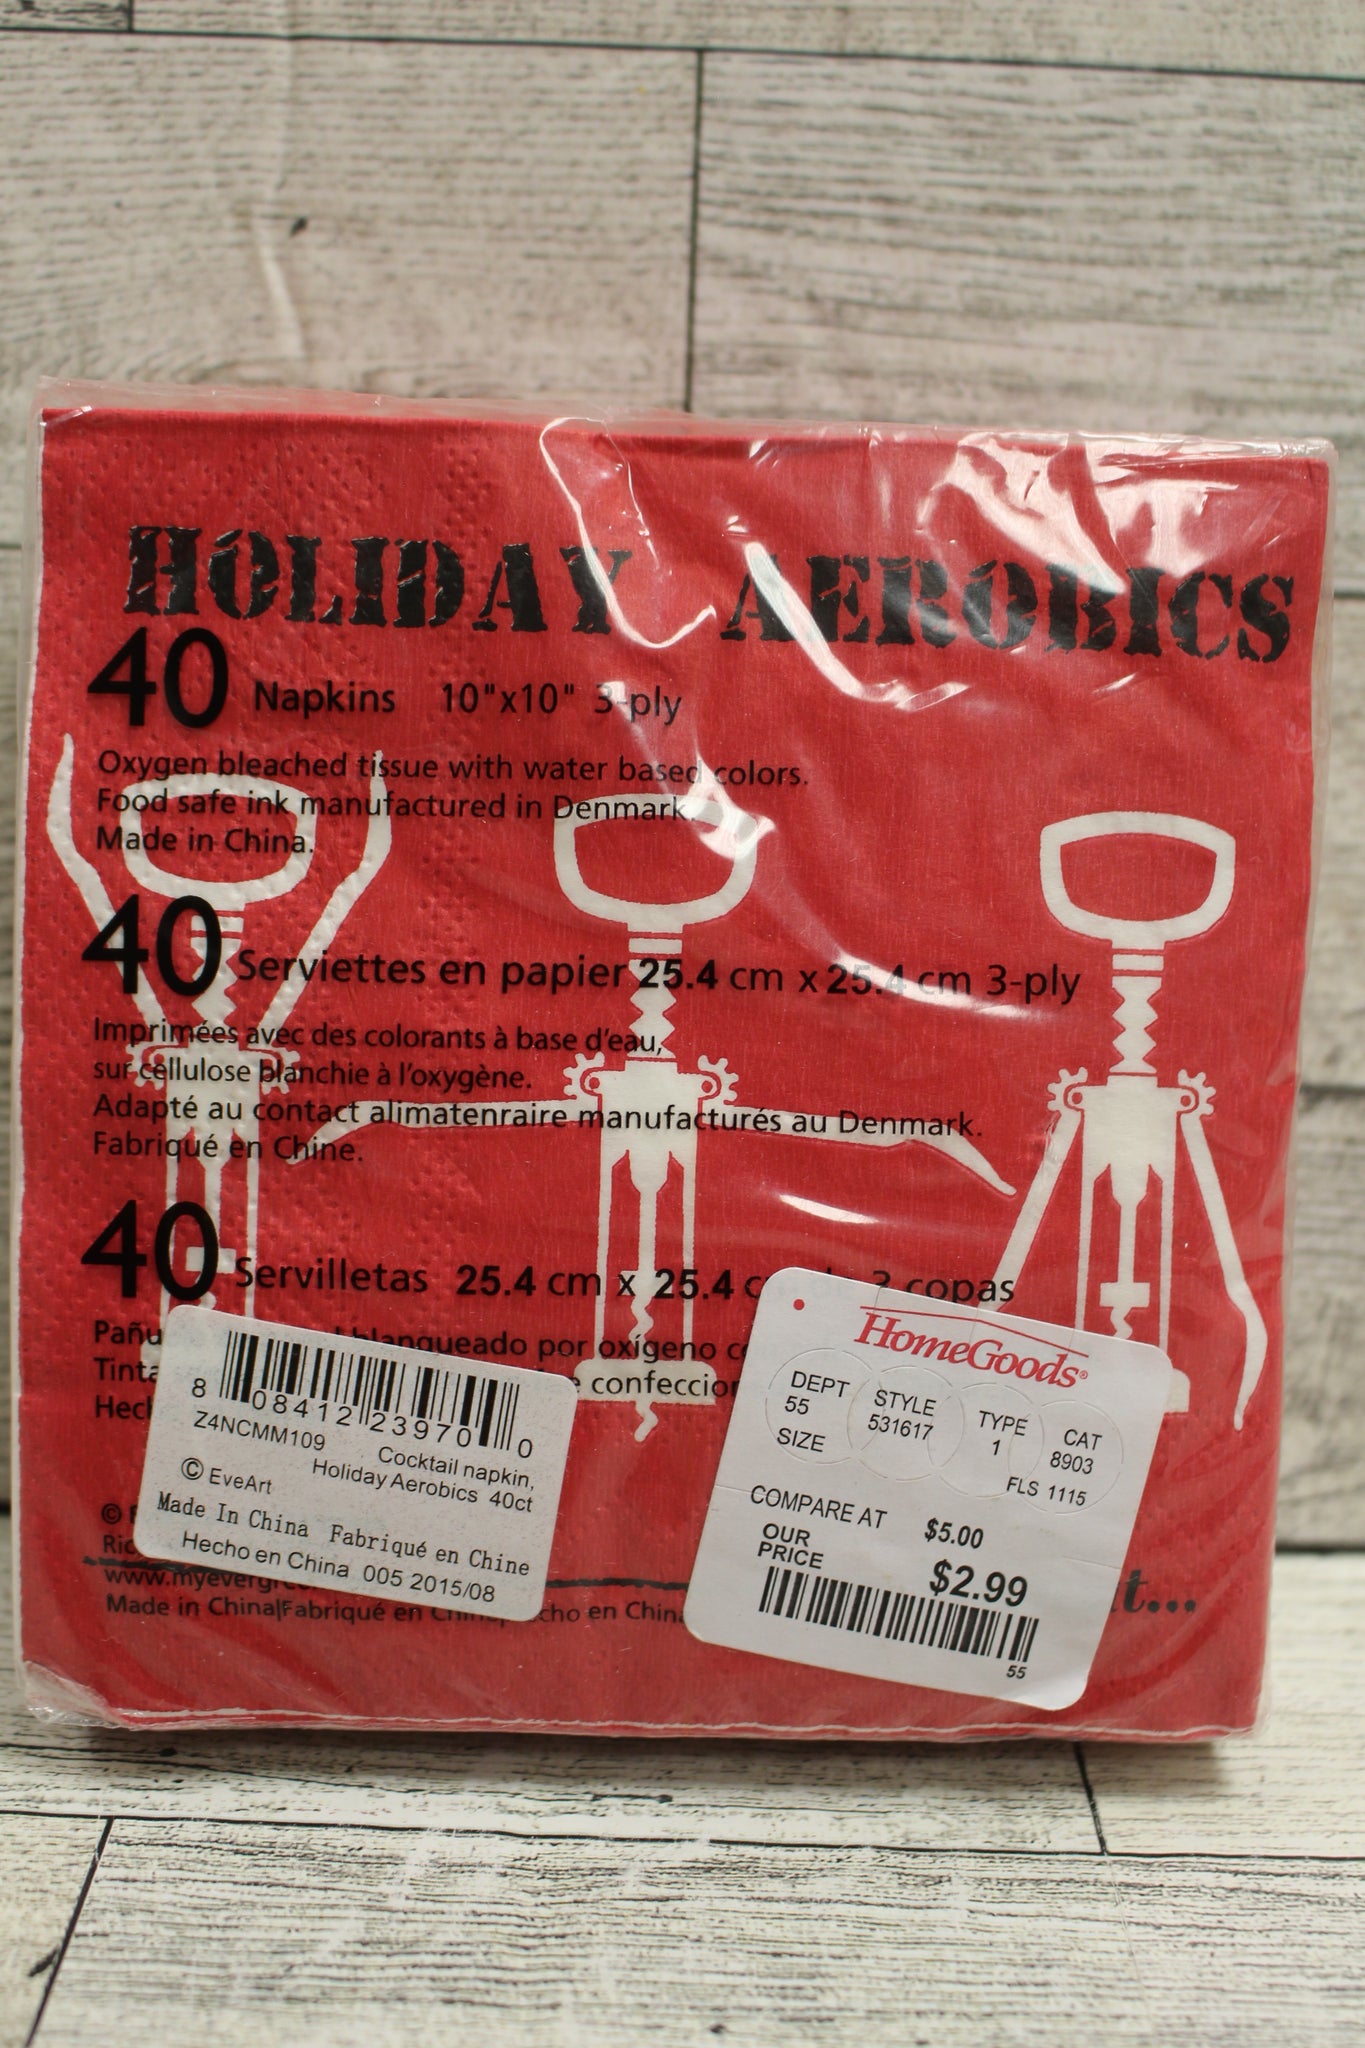 HOLIDAY AEROBICS
40 Napkins 10"x10" 3-ply
Oxygen bleached tissue with water based colors.
Food safe ink manufactured in Denmark.
Made in China.
40 Serviettes en papier 25.4 cm x 25.4 cm 3-ply
Imprimées avec des colorants à base d'eau,
sur cellulose blanchie à l'oxygène.
Adapté au contact alimatenraire manufacturés au Denmark.
Fabriqué en Chine.
40 Servilletas 25.4 cm x 25.4 3 copas
blanqueado por oxígeno
8 08412 23970 0
Z4NCMM109
Cocktail napkin,
Holiday Aerobics 40ct
© EveArt
Made In China Fabriqué en Chine
Hecho en China 005 2015/08
©
Made in China|Fabriqué en en China
HomeGoods®
DEPT 55
STYLE 531617
TYPE 1
CAT 8903
SIZE
FLS 1115
COMPARE AT $5.00
OUR PRICE $2.99
55